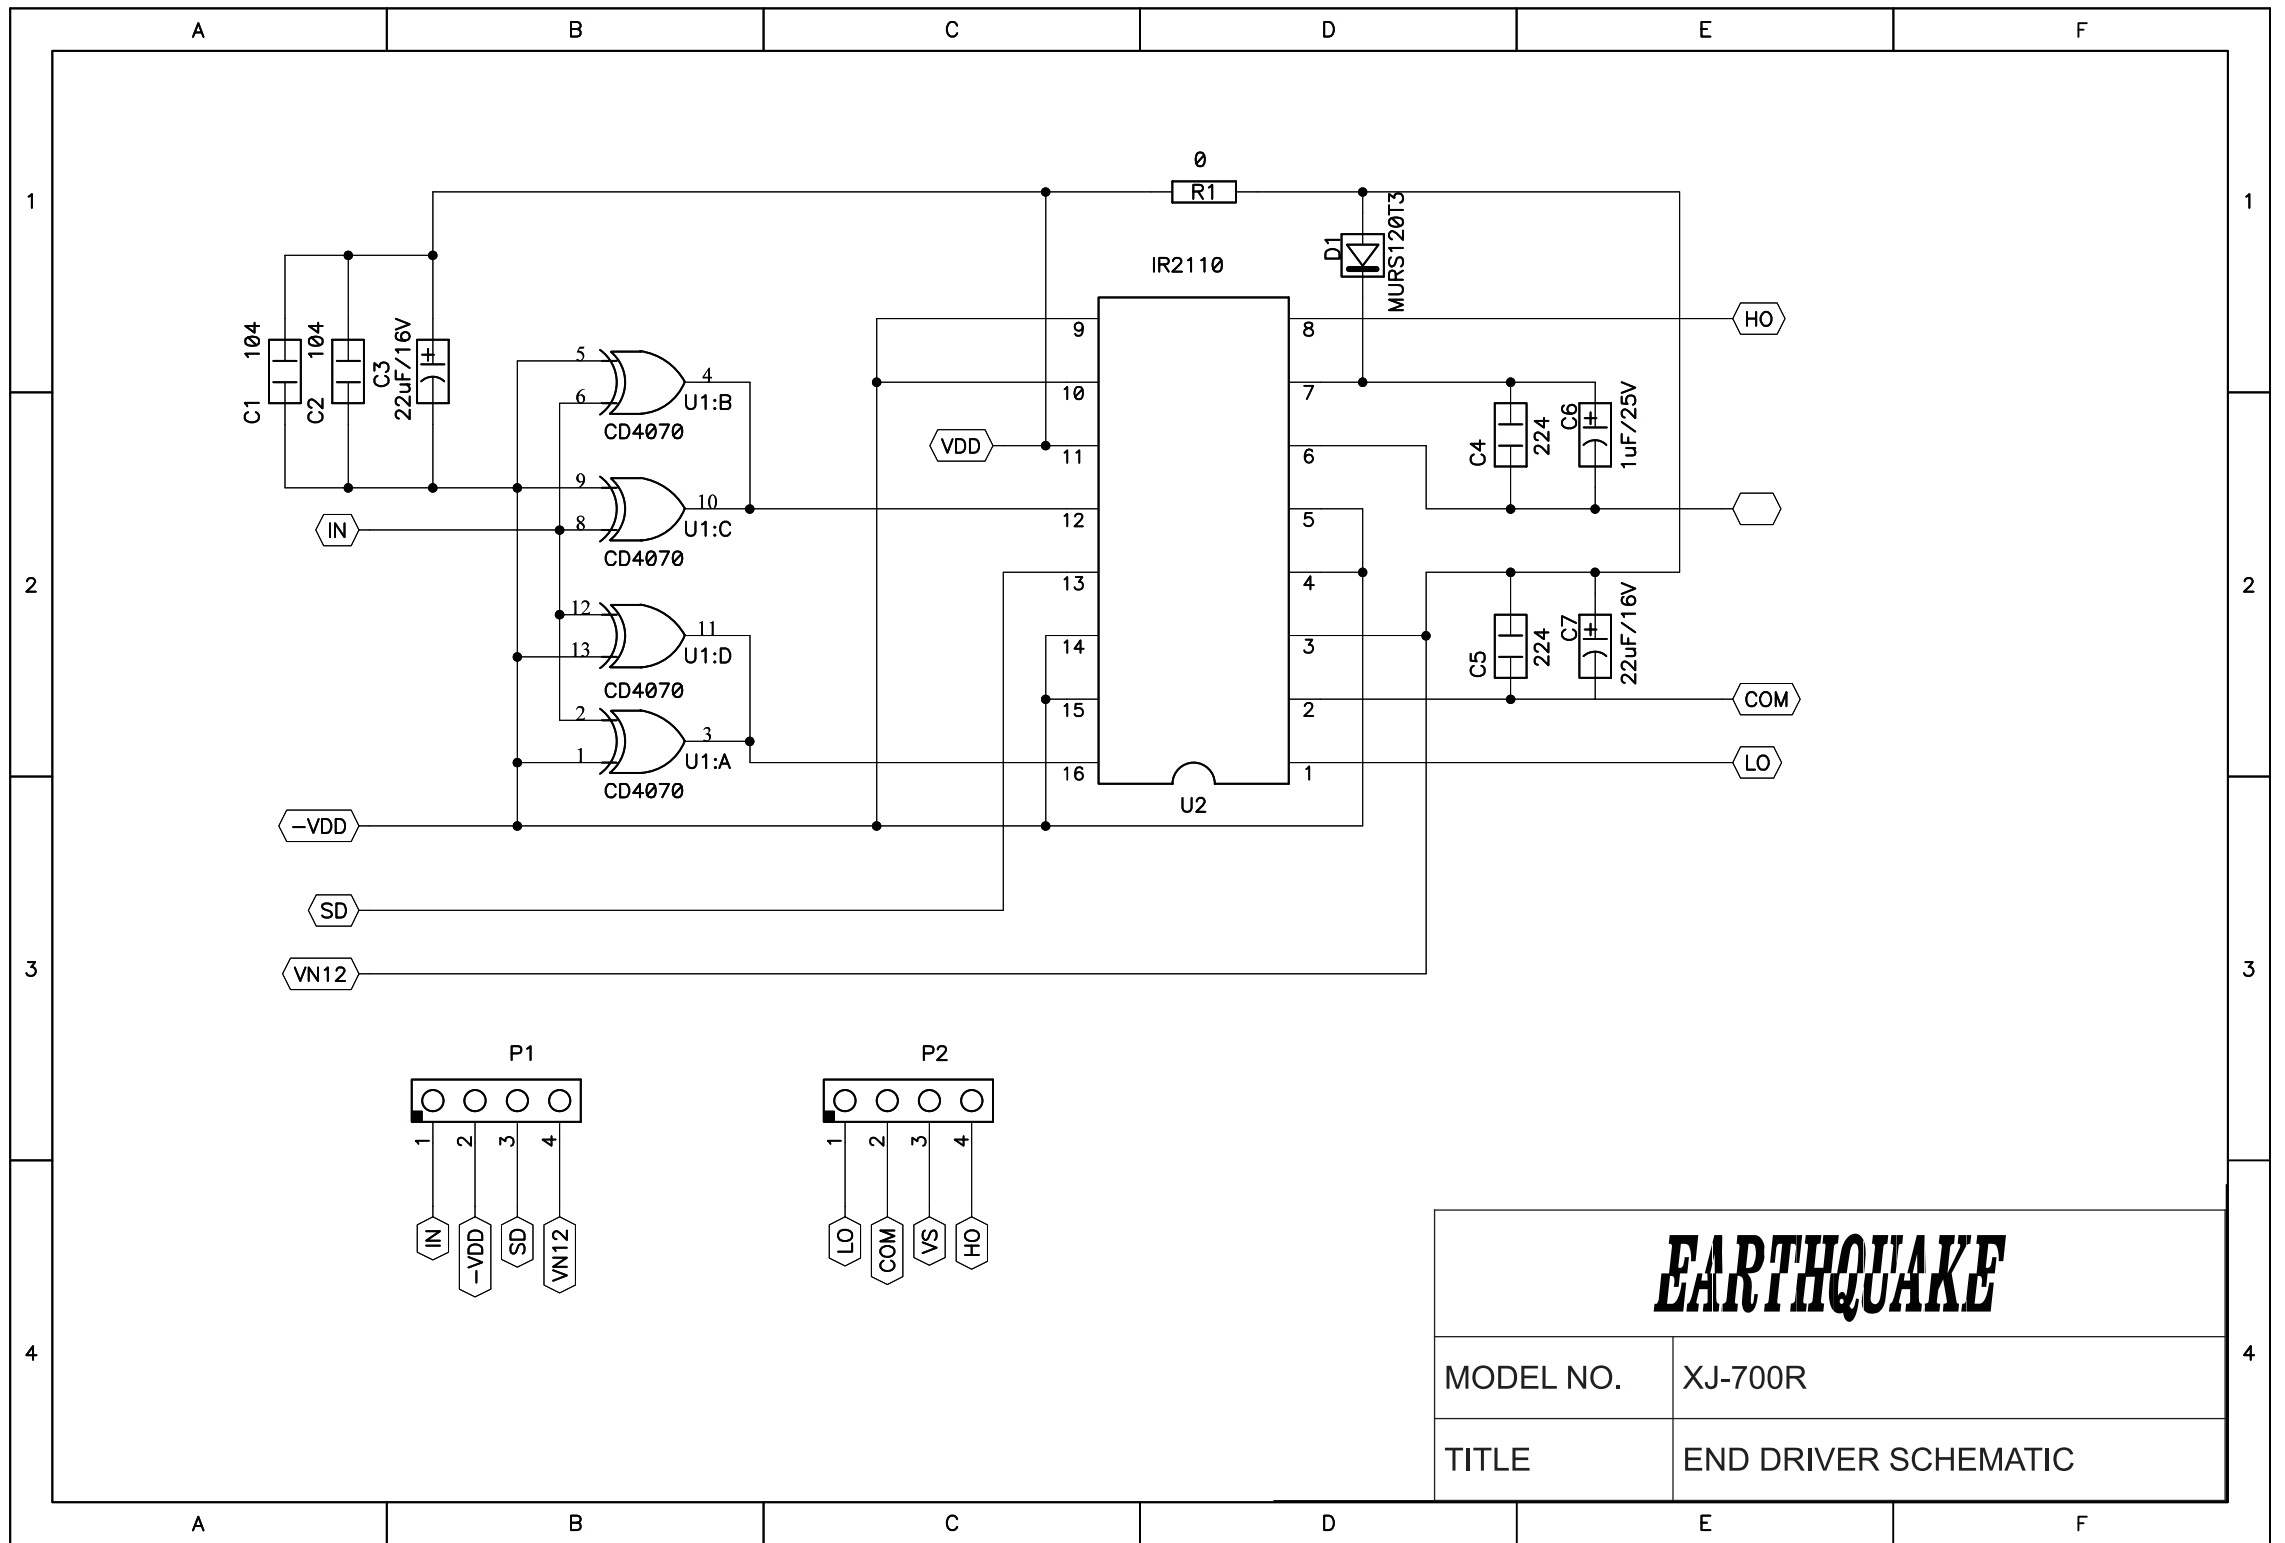 A B C D E F
1 1
0
R1
D1
MURS120T3
IR2110
C1 104
C2 104
C3
22uF/16V
5
6
4
U1:B
CD4070
9
8
10
U1:C
CD4070
12
13
11
U1:D
CD4070
2
1
3
U1:A
CD4070
9
10
11
12
13
14
15
16
8
7
6
5
4
3
2
1
U2
VDD
IN
-VDD
SD
VN12
HO
C4
224
C6
1uF/25V
C5
224
C7
22uF/16V
COM
LO
2 2
3 3
P1
1 2 3 4
IN -VDD SD VN12
P2
1 2 3 4
LO COM VS HO
4 4
EARTHQUAKE
MODEL NO. XJ-700R
TITLE END DRIVER SCHEMATIC
A B C D E F